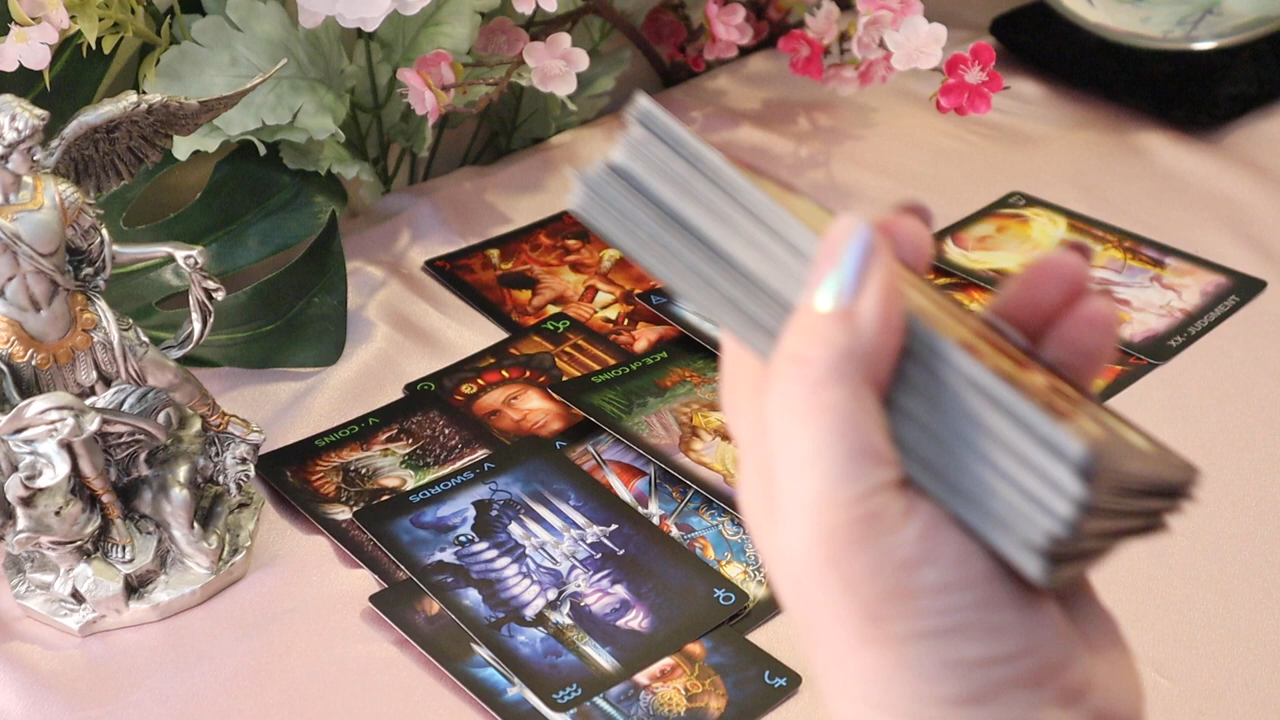 XX · JUDGMENT
ACE of COINS
V · COINS
V · SWORDS